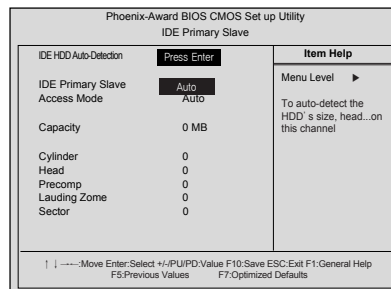 Phoenix-Award BIOS CMOS Set up Utility
IDE Primary Slave
IDE HDD Auto-Detection Press Enter
IDE Primary Slave Auto
Access Mode Auto
Capacity 0 MB
Cylinder 0
Head 0
Precomp 0
Lauding Zome 0
Sector 0
Item Help
Menu Level ▶
To auto-detect the
HDD`s size, head...on
this channel
↑↓→←:Move Enter:Select +/-/PU/PD:Value F10:Save ESC:Exit F1:General Help
F5:Previous Values F7:Optimized Defaults